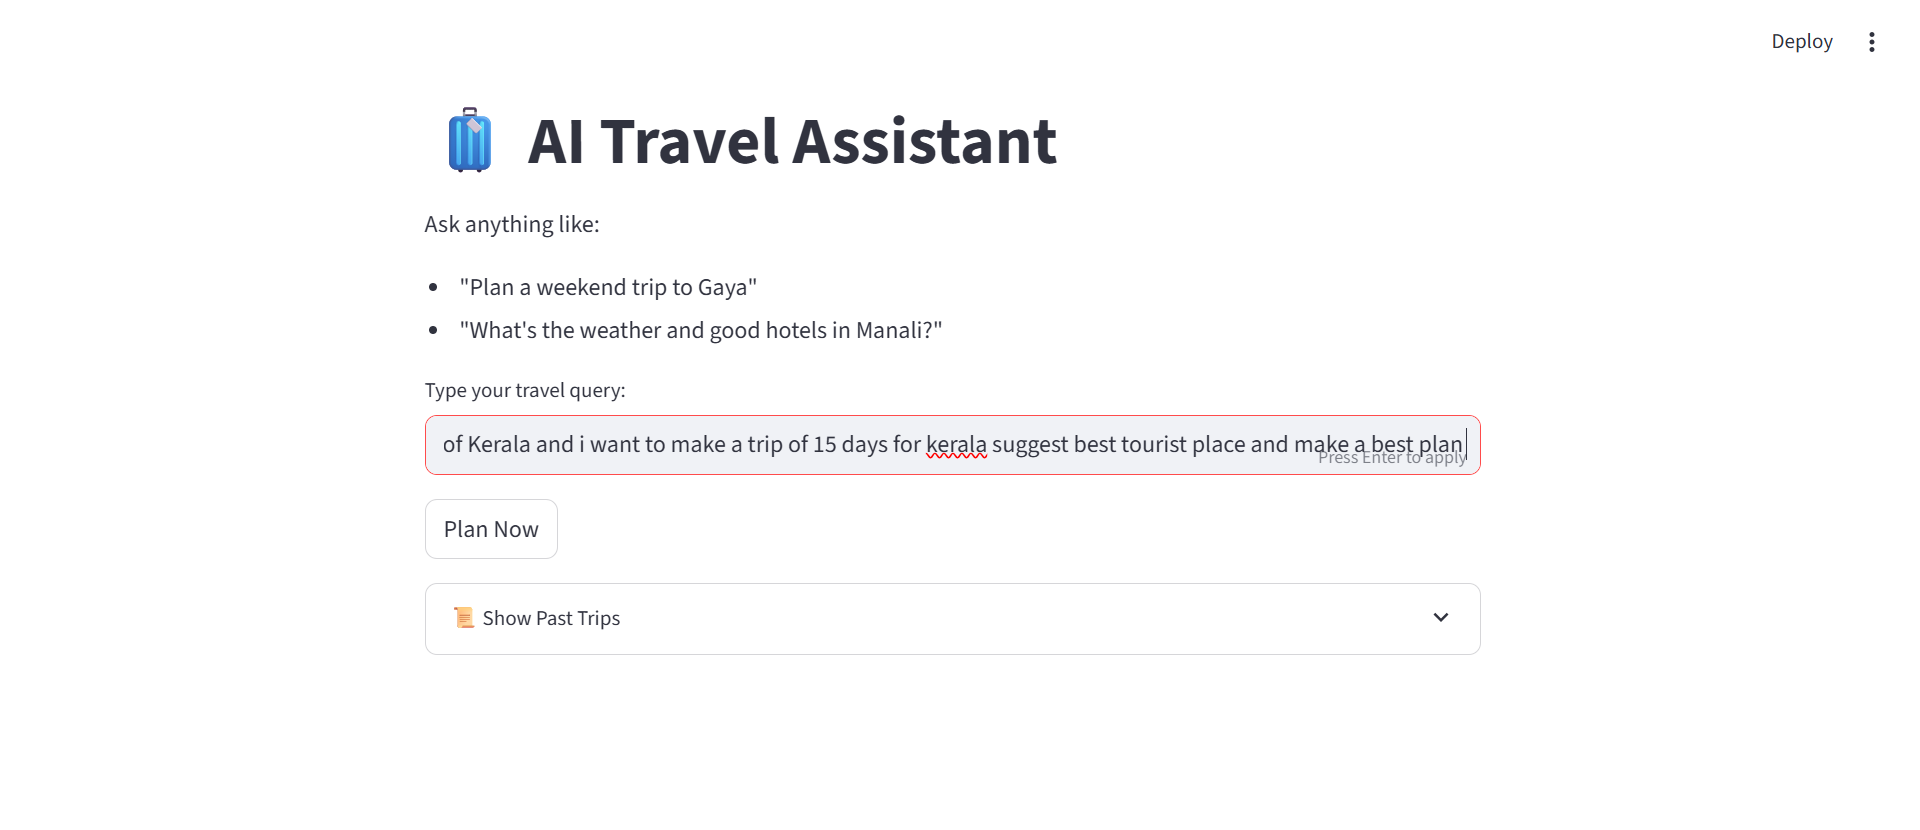 Deploy
AI Travel Assistant
Ask anything like:
"Plan a weekend trip to Gaya"
"What's the weather and good hotels in Manali?"
Type your travel query:
of Kerala and i want to make a trip of 15 days for kerala suggest best tourist place and make a best plan
Press Enter to apply
Plan Now
Show Past Trips